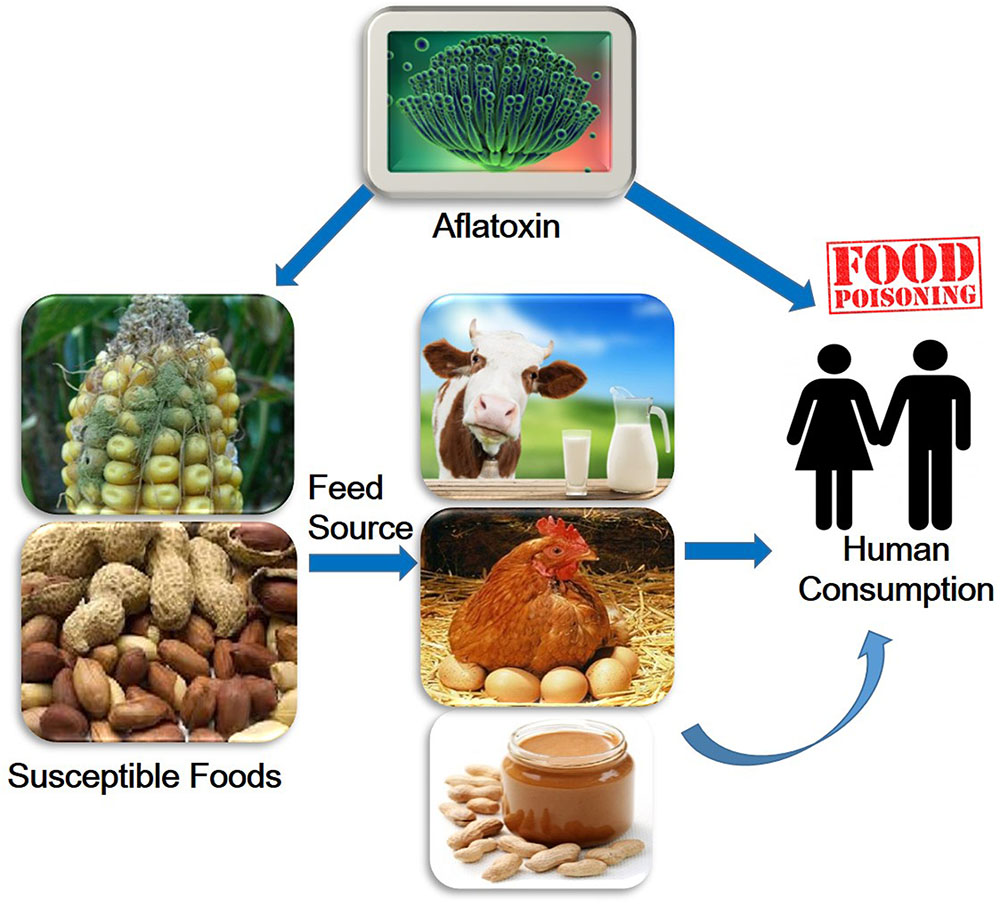 Aflatoxin
FOOD
POISONING
Feed
Source
Human
Consumption
Susceptible Foods